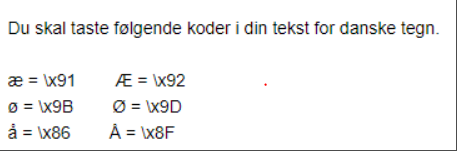 Du skal taste følgende koder i din tekst for danske tegn.
æ = \x91 Æ = \x92
ø = \x9B Ø = \x9D
å = \x86 Å = \x8F